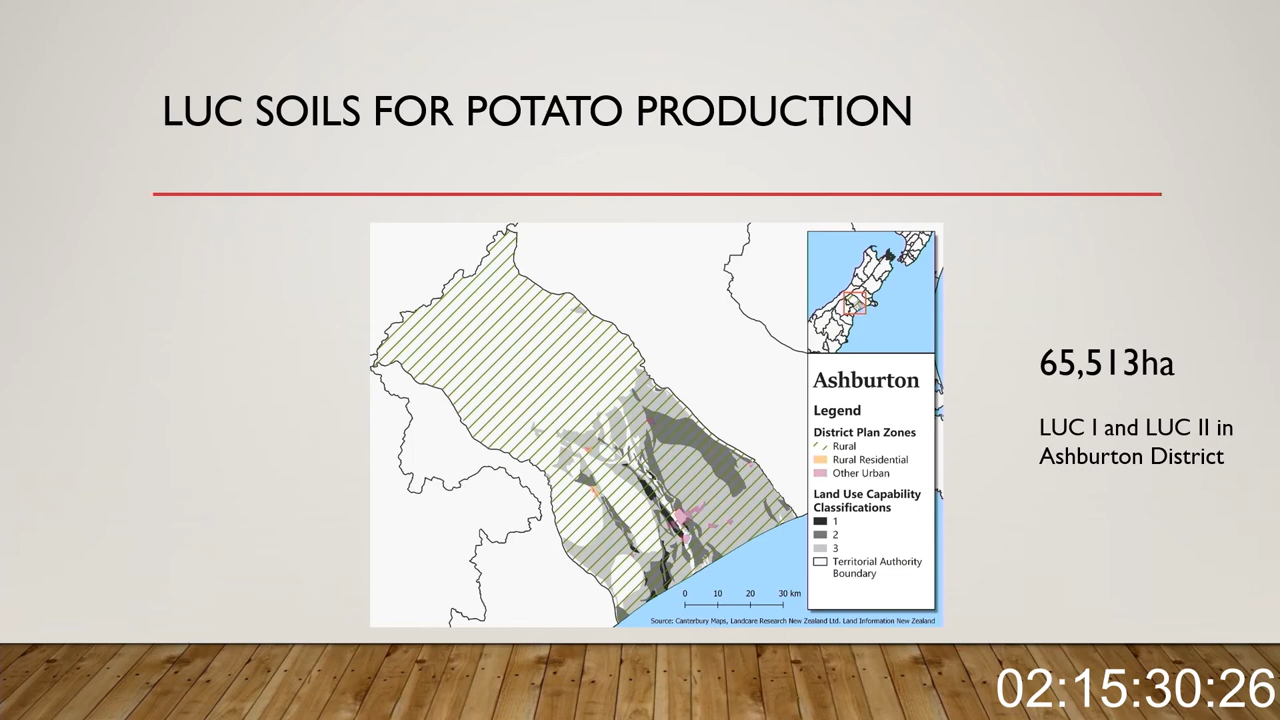 LUC SOILS FOR POTATO PRODUCTION
Ashburton
Legend
District Plan Zones
Rural
Rural Residential
Other Urban
Land Use Capability
Classifications
1
2
3
Territorial Authority
Boundary
0 10 20 30 km
Source: Canterbury Maps, Landcare Research New Zealand Ltd. Land Information New Zealand
65,513ha
LUC I and LUC II in
Ashburton District
02:15:30:26